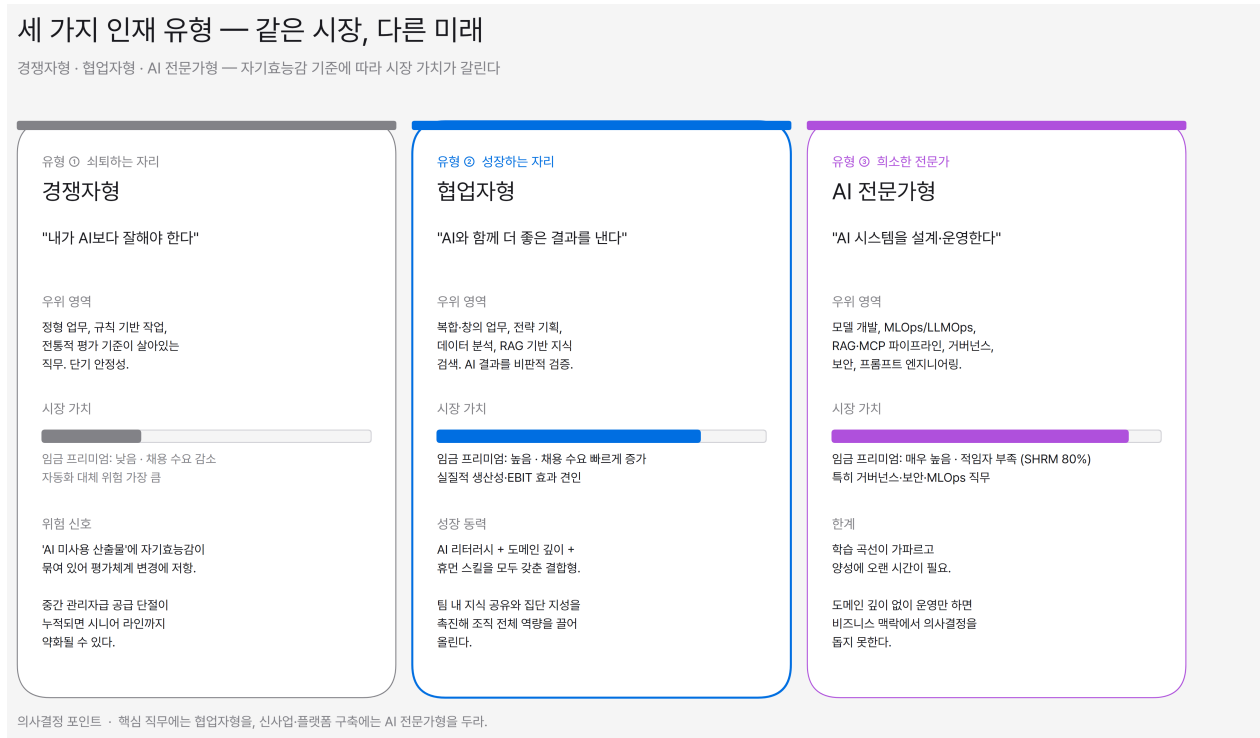 세 가지 인재 유형 — 같은 시장, 다른 미래
경쟁자형 · 협업자형 · AI 전문가형 — 자기효능감 기준에 따라 시장 가치가 갈린다
유형 ① 쇠퇴하는 자리
경쟁자형
"내가 AI보다 잘해야 한다"
우위 영역
정형 업무, 규칙 기반 작업,
전통적 평가 기준이 살아있는
직무. 단기 안정성.
시장 가치
임금 프리미엄: 낮음 · 채용 수요 감소
자동화 대체 위험 가장 큼
위험 신호
'AI 미사용 산출물'에 자기효능감이
묶여 있어 평가체계 변경에 저항.
중간 관리자급 공급 단절이
누적되면 시니어 라인까지
약화될 수 있다.
유형 ② 성장하는 자리
협업자형
"AI와 함께 더 좋은 결과를 낸다"
우위 영역
복합·창의 업무, 전략 기획,
데이터 분석, RAG 기반 지식
검색. AI 결과를 비판적 검증.
시장 가치
임금 프리미엄: 높음 · 채용 수요 빠르게 증가
실질적 생산성·EBIT 효과 견인
성장 동력
AI 리터러시 + 도메인 깊이 +
휴먼 스킬을 모두 갖춘 결합형.
팀 내 지식 공유와 집단 지성을
촉진해 조직 전체 역량을 끌어
올린다.
유형 ③ 희소한 전문가
AI 전문가형
"AI 시스템을 설계·운영한다"
우위 영역
모델 개발, MLOps/LLMOps,
RAG·MCP 파이프라인, 거버넌스,
보안, 프롬프트 엔지니어링.
시장 가치
임금 프리미엄: 매우 높음 · 적임자 부족 (SHRM 80%)
특히 거버넌스·보안·MLOps 직무
한계
학습 곡선이 가파르고
양성에 오랜 시간이 필요.
도메인 깊이 없이 운영만 하면
비즈니스 맥락에서 의사결정을
돕지 못한다.
의사결정 포인트 · 핵심 직무에는 협업자형을, 신사업·플랫폼 구축에는 AI 전문가형을 두라.